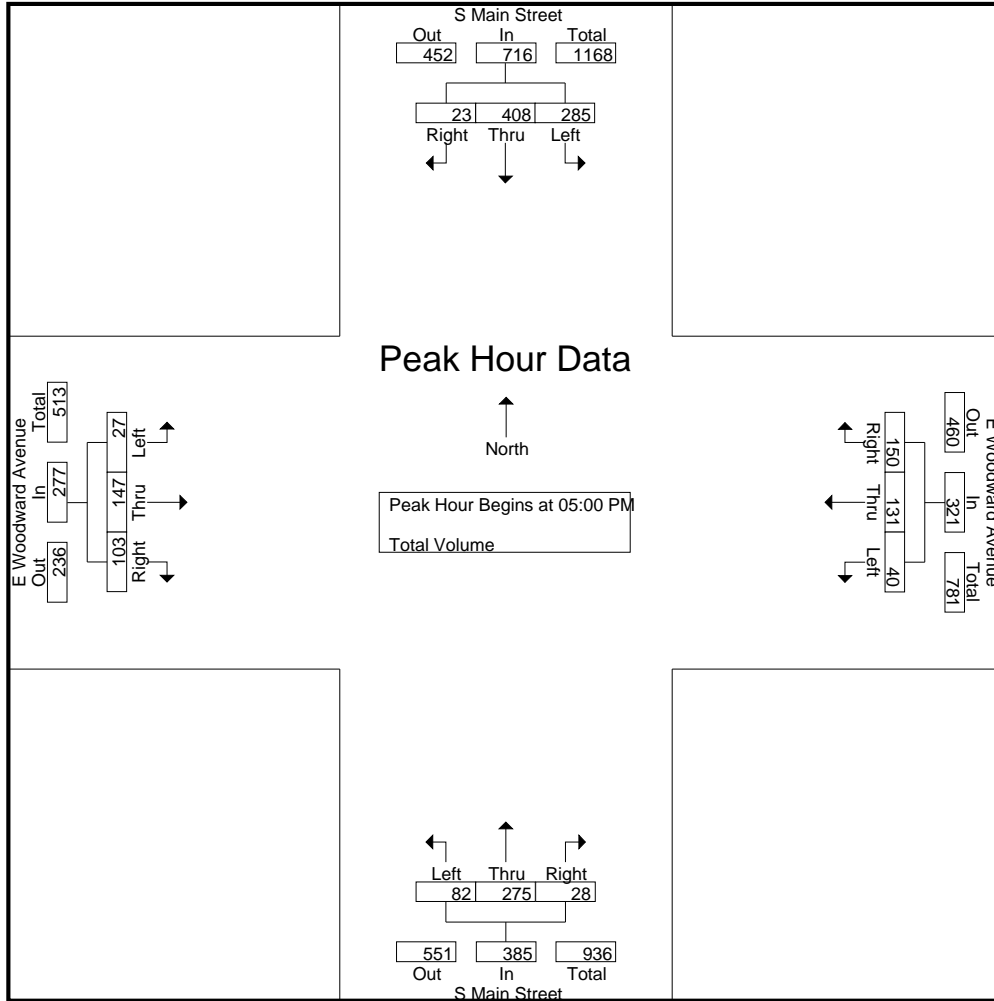 S Main Street
Out In Total
452 716 1168
23 408 285
Right Thru Left
Peak Hour Data
North
Peak Hour Begins at 05:00 PM
Total Volume
E Woodward Avenue
Out In Total
236 277 513
103 147 27
Right Thru Left
E Woodward Avenue
Out In Total
460 321 781
150 131 40
Right Thru Left
Left Thru Right
82 275 28
551 385 936
Out In Total
S Main Street